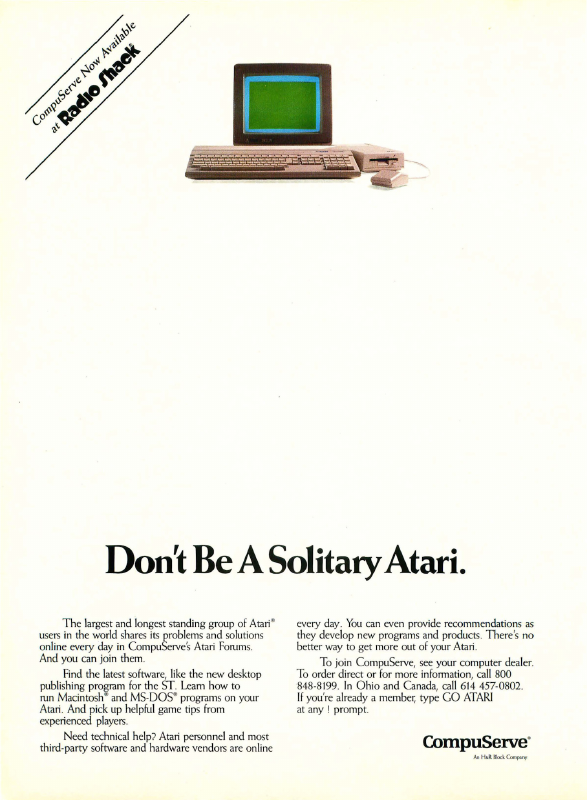 CompuServe Now Available
at Radio Shack®
Don't Be A Solitary Atari.
The largest and longest standing group of Atari®
users in the world shares its problems and solutions
online every day in CompuServe's Atari Forums.
And you can join them.
Find the latest software, like the new desktop
publishing program for the ST. Learn how to
run Macintosh® and MS-DOS® programs on your
Atari. And pick up helpful game tips from
experienced players.
Need technical help? Atari personnel and most
third-party software and hardware vendors are online
every day. You can even provide recommendations as
they develop new programs and products. There's no
better way to get more out of your Atari.
To join CompuServe, see your computer dealer.
To order direct or for more information, call 800
848-8199. In Ohio and Canada, call 614 457-0802.
If you're already a member, type GO ATARI
at any ! prompt.
CompuServe®
An H&R Block Company